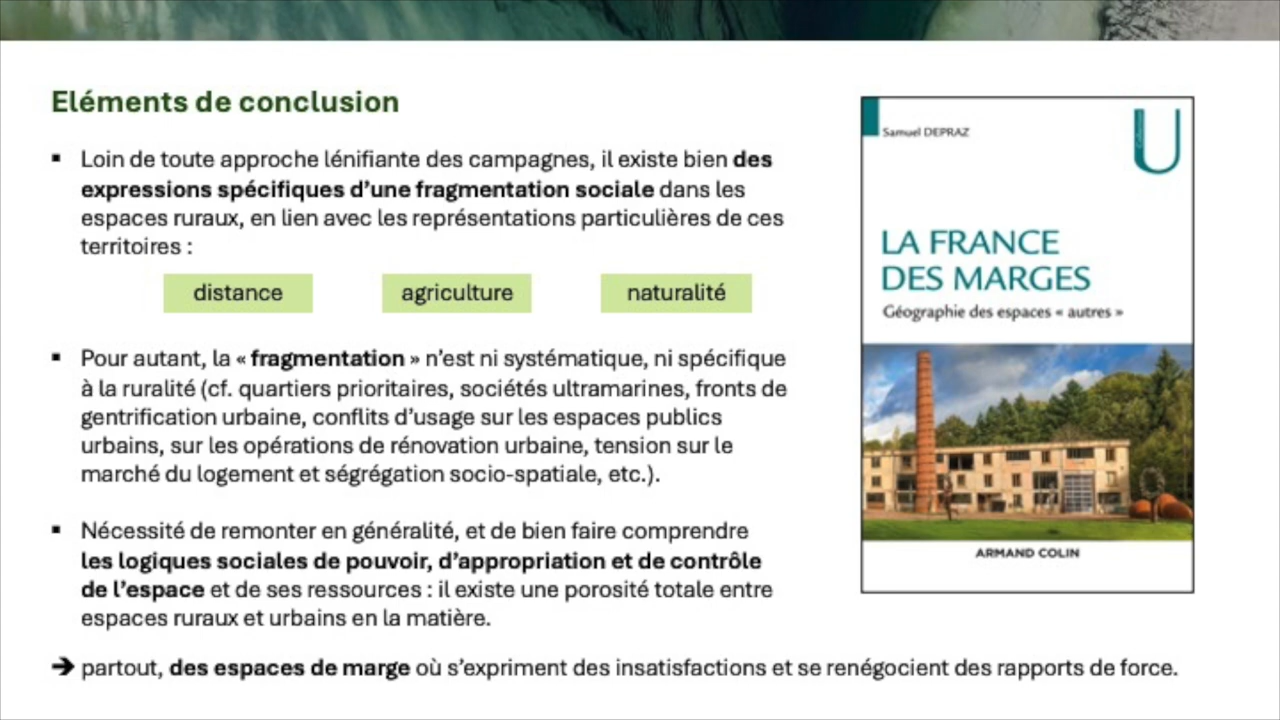 Eléments de conclusion
▪ Loin de toute approche lénifiante des campagnes, il existe bien des
expressions spécifiques d’une fragmentation sociale dans les
espaces ruraux, en lien avec les représentations particulières de ces
territoires :
distance agriculture naturalité
▪ Pour autant, la « fragmentation » n’est ni systématique, ni spécifique
à la ruralité (cf. quartiers prioritaires, sociétés ultramarines, fronts de
gentrification urbaine, conflits d’usage sur les espaces publics
urbains, sur les opérations de rénovation urbaine, tension sur le
marché du logement et ségrégation socio-spatiale, etc.).
▪ Nécessité de remonter en généralité, et de bien faire comprendre
les logiques sociales de pouvoir, d’appropriation et de contrôle
de l’espace et de ses ressources : il existe une porosité totale entre
espaces ruraux et urbains en la matière.
➔ partout, des espaces de marge où s’expriment des insatisfactions et se renégocient des rapports de force.
Samuel DEPRAZ
U
LA FRANCE
DES MARGES
Géographie des espaces « autres »
ARMAND COLIN